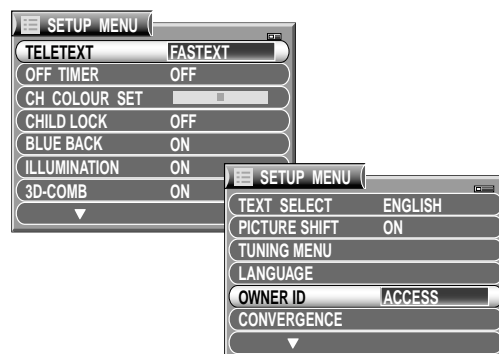 SETUP MENU
TELETEXT FASTEXT
OFF TIMER OFF
CH COLOUR SET
CHILD LOCK OFF
BLUE BACK ON
ILLUMINATION ON
3D-COMB ON
SETUP MENU
TEXT SELECT ENGLISH
PICTURE SHIFT ON
TUNING MENU
LANGUAGE
OWNER ID ACCESS
CONVERGENCE